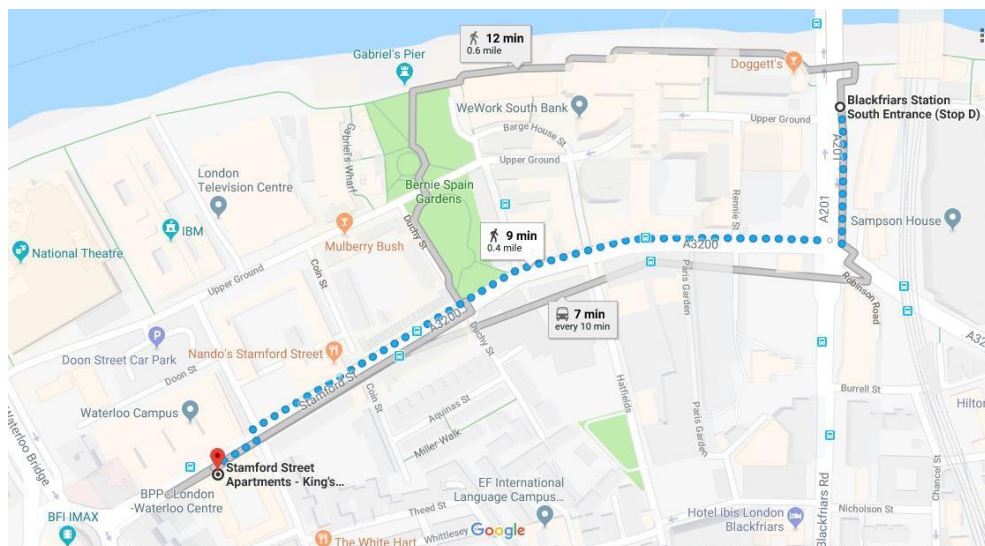 12 min
0.6 mile
Gabriel's Pier
Doggett's
WeWork South Bank
Blackfriars Station
South Entrance (Stop D)
Upper Ground
Barge House St
Upper Ground
A201
A201
Gabriel's Wharf
London
Television Centre
Bernie Spain
Gardens
Rennie St
Sampson House
IBM
Duchy St
9 min
0.4 mile
A3200
National Theatre
Mulberry Bush
Upper Ground
Coin St
Paris Garden
Robinson Road
7 min
every 10 min
A3200
Duchy St
Doon Street Car Park
Nando's Stamford Street
Doon St
Stamford St
Coin St
Hatfields
Burrell St
Waterloo Campus
Aquinas St
Paris Garden
Hilton
Waterloo Bridge
Miller Walk
Stamford Street
Apartments - King's...
Blackfriars Rd
Chancel St
BPP - London
-Waterloo Centre
EF International
Language Campus...
Theed St
Nicholson St
BFI IMAX
Hotel ibis London
Blackfriars
Google
The White Hart
Whittlesey